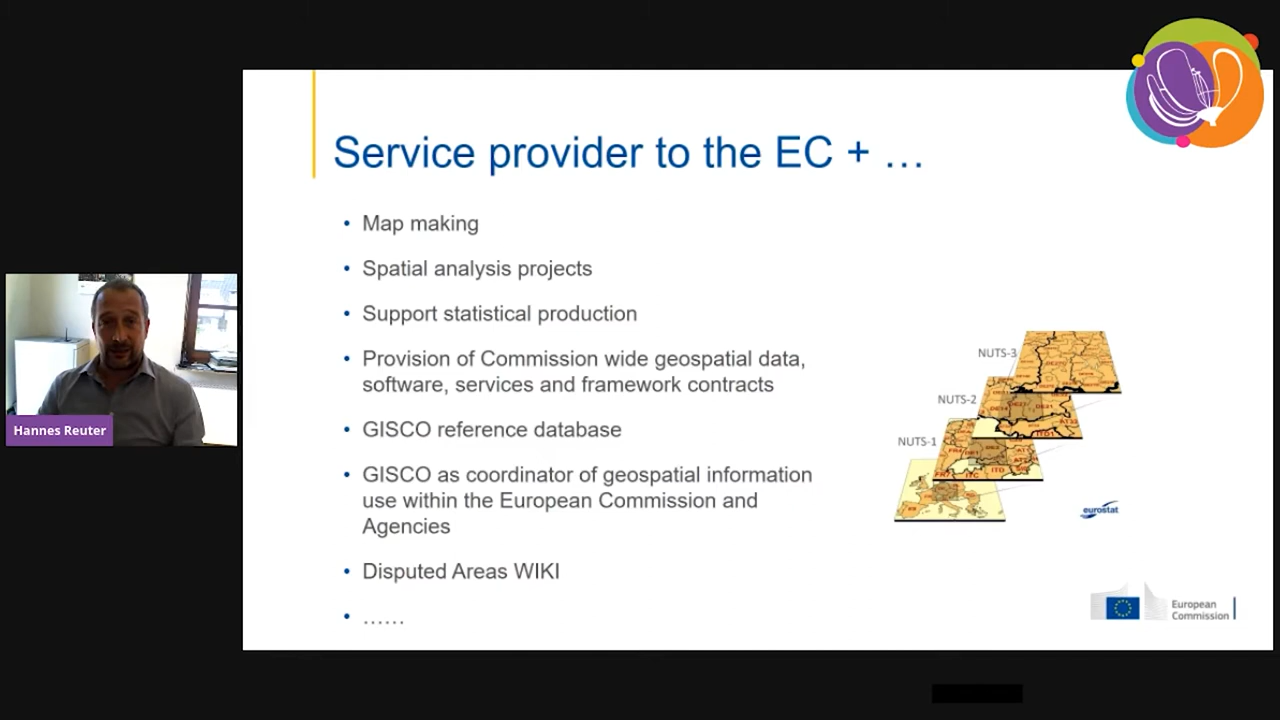 Service provider to the EC + …
• Map making
• Spatial analysis projects
• Support statistical production
• Provision of Commission wide geospatial data,
software, services and framework contracts
• GISCO reference database
• GISCO as coordinator of geospatial information
use within the European Commission and
Agencies
• Disputed Areas WIKI
• ......
NUTS-3
NUTS-2
NUTS-1
eurostat
European
Commission
Hannes Reuter